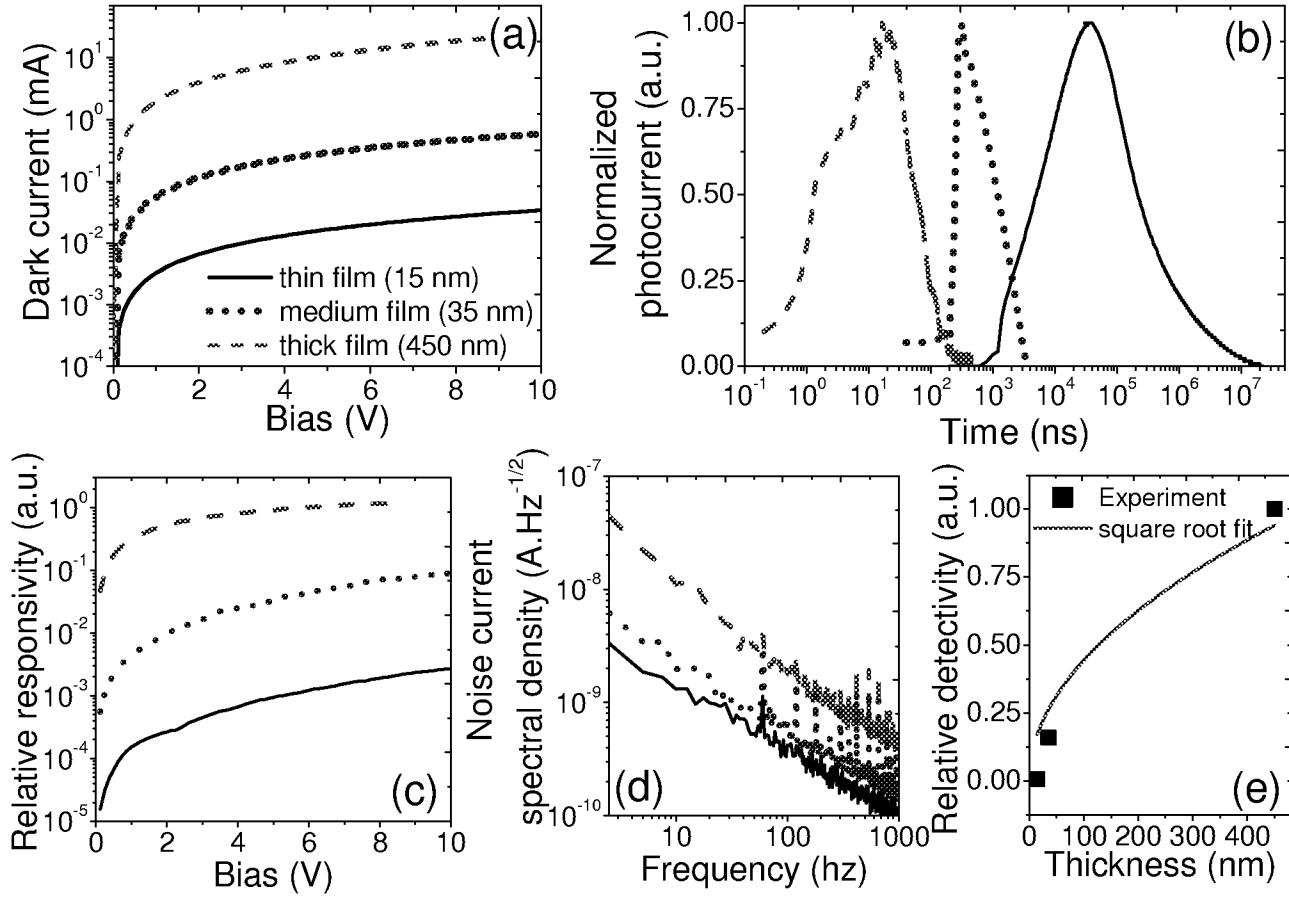 (a)
Dark current (mA)
10^1
10^0
10^-1
10^-2
10^-3
10^-4
thin film (15 nm)
medium film (35 nm)
thick film (450 nm)
0 2 4 6 8 10
Bias (V)
(b)
Normalized
photocurrent (a.u.)
1.00
0.75
0.50
0.25
0.00
10^-1 10^0 10^1 10^2 10^3 10^4 10^5 10^6 10^7
Time (ns)
Relative responsivity (a.u.)
10^0
10^-1
10^-2
10^-3
10^-4
10^-5
(c)
0 2 4 6 8 10
Bias (V)
Noise current
spectral density (A.Hz^-1/2)
10^-7
10^-8
10^-9
10^-10
(d)
10 100 1000
Frequency (hz)
Relative detectivity (a.u.)
1.00
0.75
0.50
0.25
0.00
Experiment
square root fit
(e)
0 100 200 300 400
Thickness (nm)